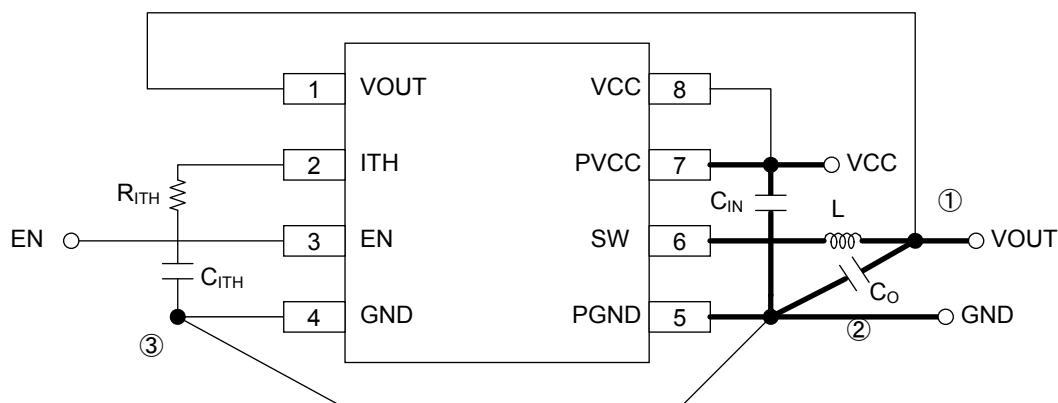 1 VOUT VCC 8
2 ITH PVCC 7 VCC
RITH CIN L ①
EN 3 EN SW 6 VOUT
CITH CO
4 GND PGND 5 ② GND
③